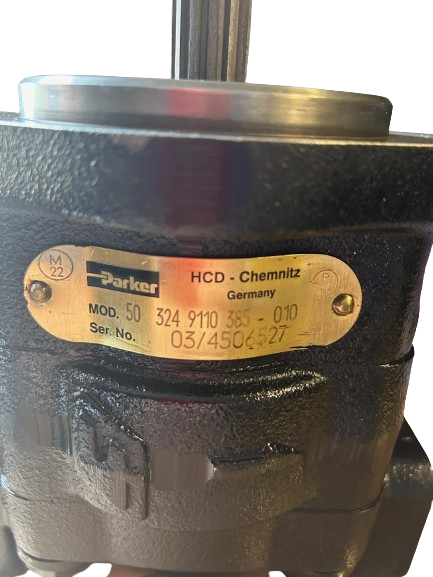 M
22
Parker
HCD - Chemnitz
Germany
MOD. 50 324 9110 385 - 010
Ser. No. 03/4506527